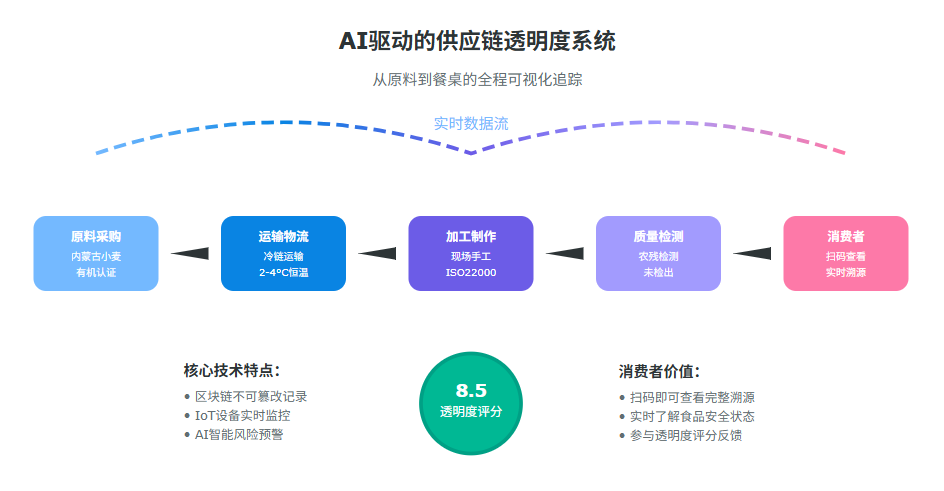 AI驱动的供应链透明度系统
从原料到餐桌的全程可视化追踪
实时数据流
原料采购
内蒙古小麦
有机认证
运输物流
冷链运输
2-4°C恒温
加工制作
现场手工
ISO22000
质量检测
农残检测
未检出
消费者
扫码查看
实时溯源
核心技术特点：
• 区块链不可篡改记录
• IoT设备实时监控
• AI智能风险预警
8.5
透明度评分
消费者价值：
• 扫码即可查看完整溯源
• 实时了解食品安全状态
• 参与透明度评分反馈